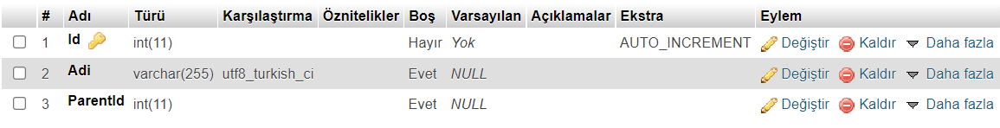 # Adı Türü Karşılaştırma Öznitelikler Boş Varsayılan Açıklamalar Ekstra Eylem
1 Id int(11) Hayır Yok AUTO_INCREMENT Değiştir Kaldır Daha fazla
2 Adi varchar(255) utf8_turkish_ci Evet NULL Değiştir Kaldır Daha fazla
3 ParentId int(11) Evet NULL Değiştir Kaldır Daha fazla